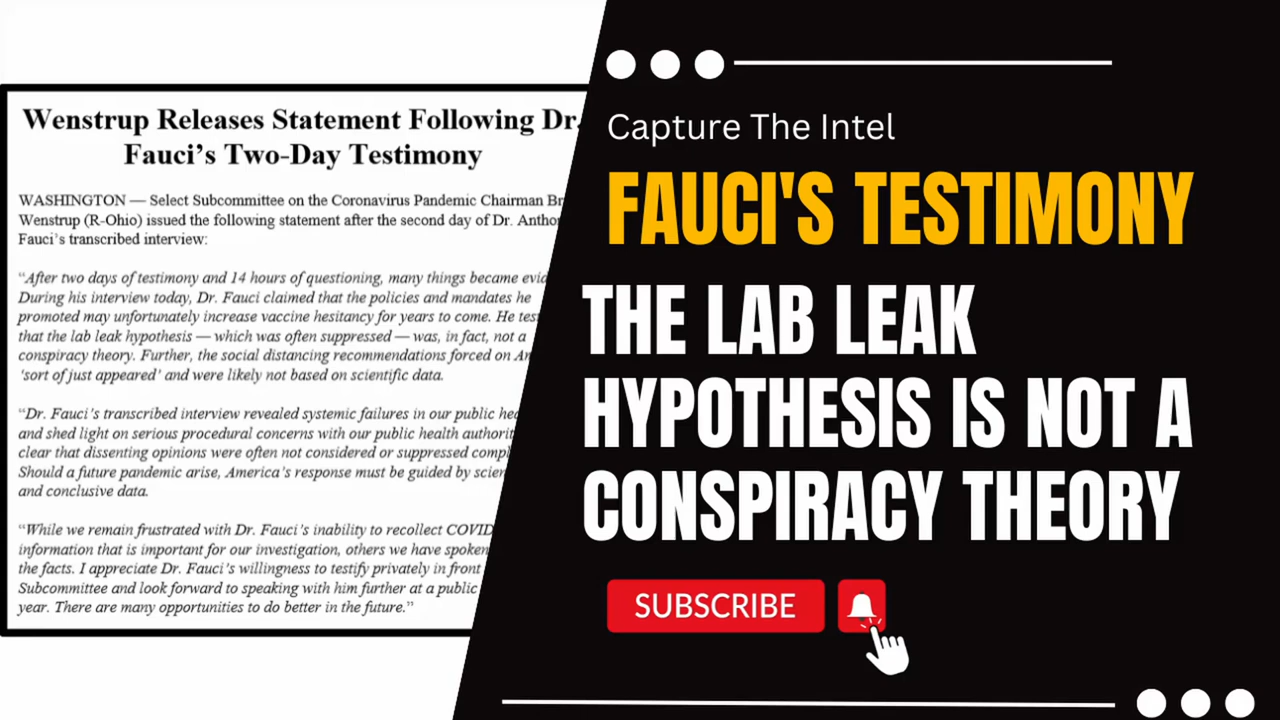 Wenstrup Releases Statement Following Dr.
Fauci's Two-Day Testimony
WASHINGTON — Select Subcommittee on the Coronavirus Pandemic Chairman
Wenstrup (R-Ohio) issued the following statement after the second day of Dr.
Fauci's transcribed interview:
“After two days of testimony and 14 hours of questioning, many things became
During his interview today, Dr. Fauci claimed that the policies and mandates he
promoted may unfortunately increase vaccine hesitancy for years to come. He
that the lab leak hypothesis — which was often suppressed — was, in fact, not a
conspiracy theory. Further, the social distancing recommendations forced on
'sort of just appeared' and were likely not based on scientific data.
“Dr. Fauci's transcribed interview revealed systemic failures in our public
and shed light on serious procedural concerns with our public health
clear that dissenting opinions were often not considered or suppressed
Should a future pandemic arise, America's response must be guided by
and conclusive data.
“While we remain frustrated with Dr. Fauci's inability to recollect COVID
information that is important for our investigation, others we have spoken
the facts. I appreciate Dr. Fauci's willingness to testify privately in front
Subcommittee and look forward to speaking with him further at a public
year. There are many opportunities to do better in the future.”
Capture The Intel
FAUCI'S TESTIMONY
THE LAB LEAK
HYPOTHESIS IS NOT A
CONSPIRACY THEORY
SUBSCRIBE